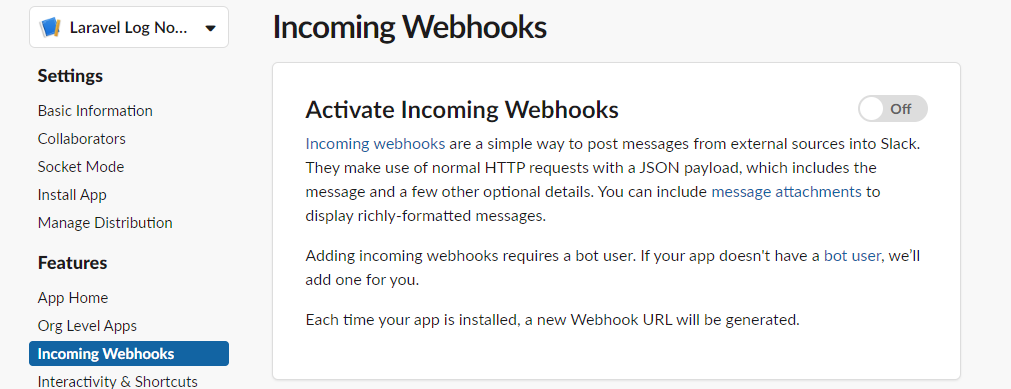 Laravel Log No...
Settings
Basic Information
Collaborators
Socket Mode
Install App
Manage Distribution
Features
App Home
Org Level Apps
Incoming Webhooks
Interactivity & Shortcuts
Incoming Webhooks
Activate Incoming Webhooks
Off
Incoming webhooks are a simple way to post messages from external sources into Slack.
They make use of normal HTTP requests with a JSON payload, which includes the
message and a few other optional details. You can include message attachments to
display richly-formatted messages.
Adding incoming webhooks requires a bot user. If your app doesn't have a bot user, we’ll
add one for you.
Each time your app is installed, a new Webhook URL will be generated.